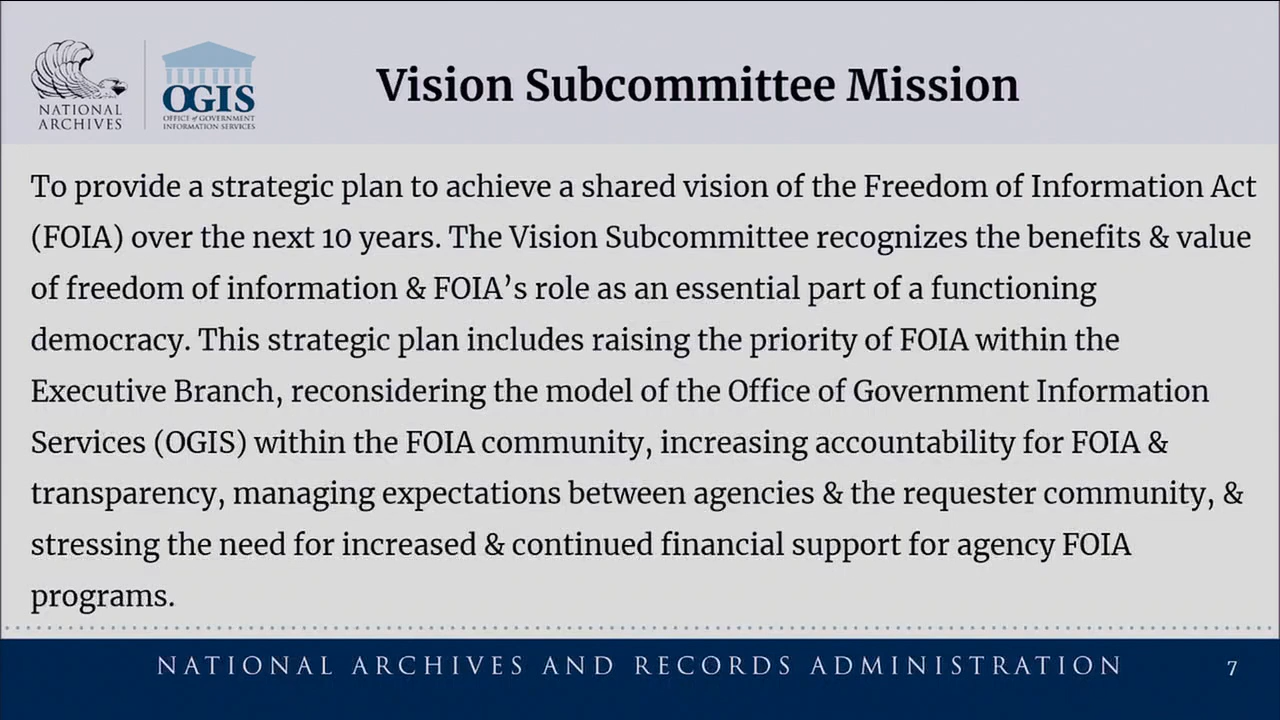 NATIONAL
ARCHIVES
OGIS
OFFICE of GOVERNMENT
INFORMATION SERVICES
Vision Subcommittee Mission
To provide a strategic plan to achieve a shared vision of the Freedom of Information Act
(FOIA) over the next 10 years. The Vision Subcommittee recognizes the benefits & value
of freedom of information & FOIA’s role as an essential part of a functioning
democracy. This strategic plan includes raising the priority of FOIA within the
Executive Branch, reconsidering the model of the Office of Government Information
Services (OGIS) within the FOIA community, increasing accountability for FOIA &
transparency, managing expectations between agencies & the requester community, &
stressing the need for increased & continued financial support for agency FOIA
programs.
NATIONAL ARCHIVES AND RECORDS ADMINISTRATION
7